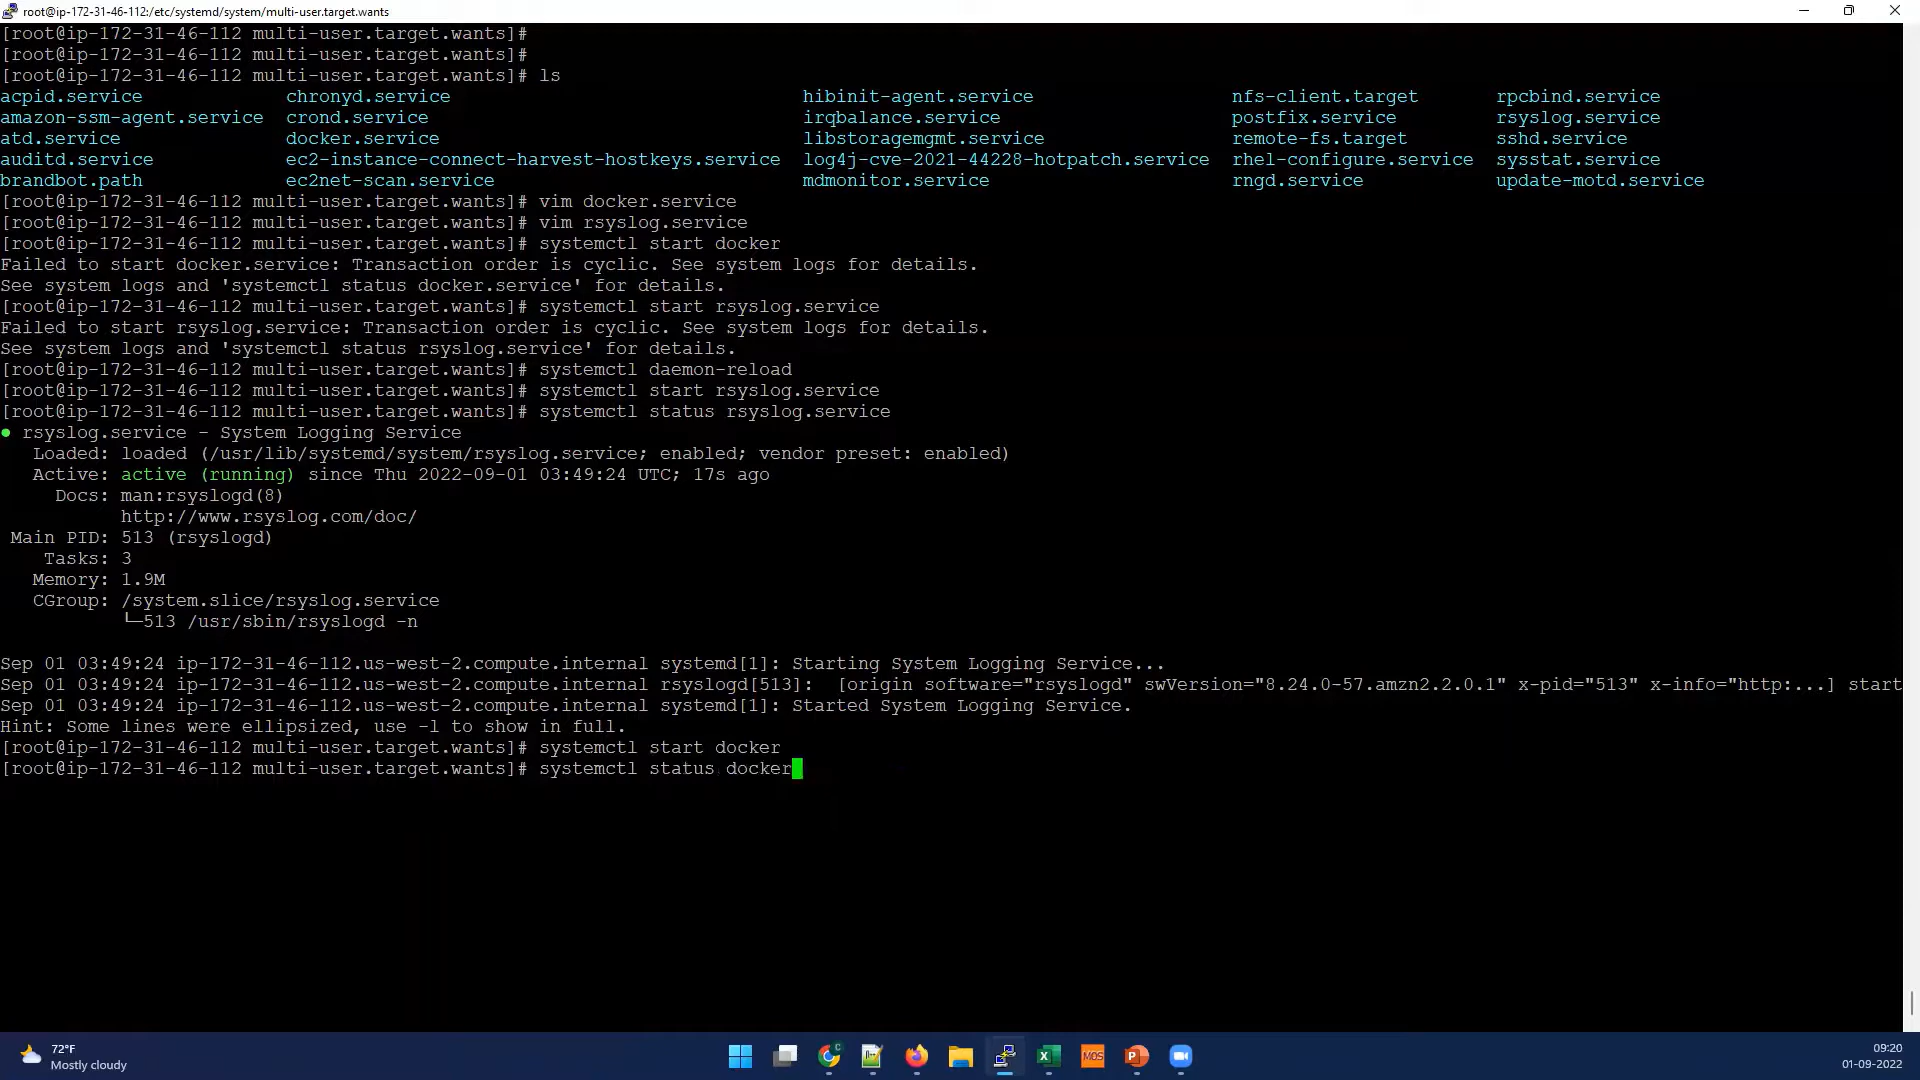 root@ip-172-31-46-112:/etc/systemd/system/multi-user.target.wants
[root@ip-172-31-46-112 multi-user.target.wants]#
[root@ip-172-31-46-112 multi-user.target.wants]#
[root@ip-172-31-46-112 multi-user.target.wants]# ls
acpid.service chronyd.service hibinit-agent.service nfs-client.target rpcbind.service
amazon-ssm-agent.service crond.service irqbalance.service postfix.service rsyslog.service
atd.service docker.service libstoragemgmt.service remote-fs.target sshd.service
auditd.service ec2-instance-connect-harvest-hostkeys.service log4j-cve-2021-44228-hotpatch.service rhel-configure.service sysstat.service
brandbot.path ec2net-scan.service mdmonitor.service rngd.service update-motd.service
[root@ip-172-31-46-112 multi-user.target.wants]# vim docker.service
[root@ip-172-31-46-112 multi-user.target.wants]# vim rsyslog.service
[root@ip-172-31-46-112 multi-user.target.wants]# systemctl start docker
Failed to start docker.service: Transaction order is cyclic. See system logs for details.
See system logs and 'systemctl status docker.service' for details.
[root@ip-172-31-46-112 multi-user.target.wants]# systemctl start rsyslog.service
Failed to start rsyslog.service: Transaction order is cyclic. See system logs for details.
See system logs and 'systemctl status rsyslog.service' for details.
[root@ip-172-31-46-112 multi-user.target.wants]# systemctl daemon-reload
[root@ip-172-31-46-112 multi-user.target.wants]# systemctl start rsyslog.service
[root@ip-172-31-46-112 multi-user.target.wants]# systemctl status rsyslog.service
● rsyslog.service - System Logging Service
Loaded: loaded (/usr/lib/systemd/system/rsyslog.service; enabled; vendor preset: enabled)
Active: active (running) since Thu 2022-09-01 03:49:24 UTC; 17s ago
Docs: man:rsyslogd(8)
http://www.rsyslog.com/doc/
Main PID: 513 (rsyslogd)
Tasks: 3
Memory: 1.9M
CGroup: /system.slice/rsyslog.service
└─513 /usr/sbin/rsyslogd -n
Sep 01 03:49:24 ip-172-31-46-112.us-west-2.compute.internal systemd[1]: Starting System Logging Service...
Sep 01 03:49:24 ip-172-31-46-112.us-west-2.compute.internal rsyslogd[513]: [origin software="rsyslogd" swVersion="8.24.0-57.amzn2.2.0.1" x-pid="513" x-info="http:...] start
Sep 01 03:49:24 ip-172-31-46-112.us-west-2.compute.internal systemd[1]: Started System Logging Service.
Hint: Some lines were ellipsized, use -l to show in full.
[root@ip-172-31-46-112 multi-user.target.wants]# systemctl start docker
[root@ip-172-31-46-112 multi-user.target.wants]# systemctl status docker
72°F
Mostly cloudy
C
X
MOS
P
09:20
01-09-2022